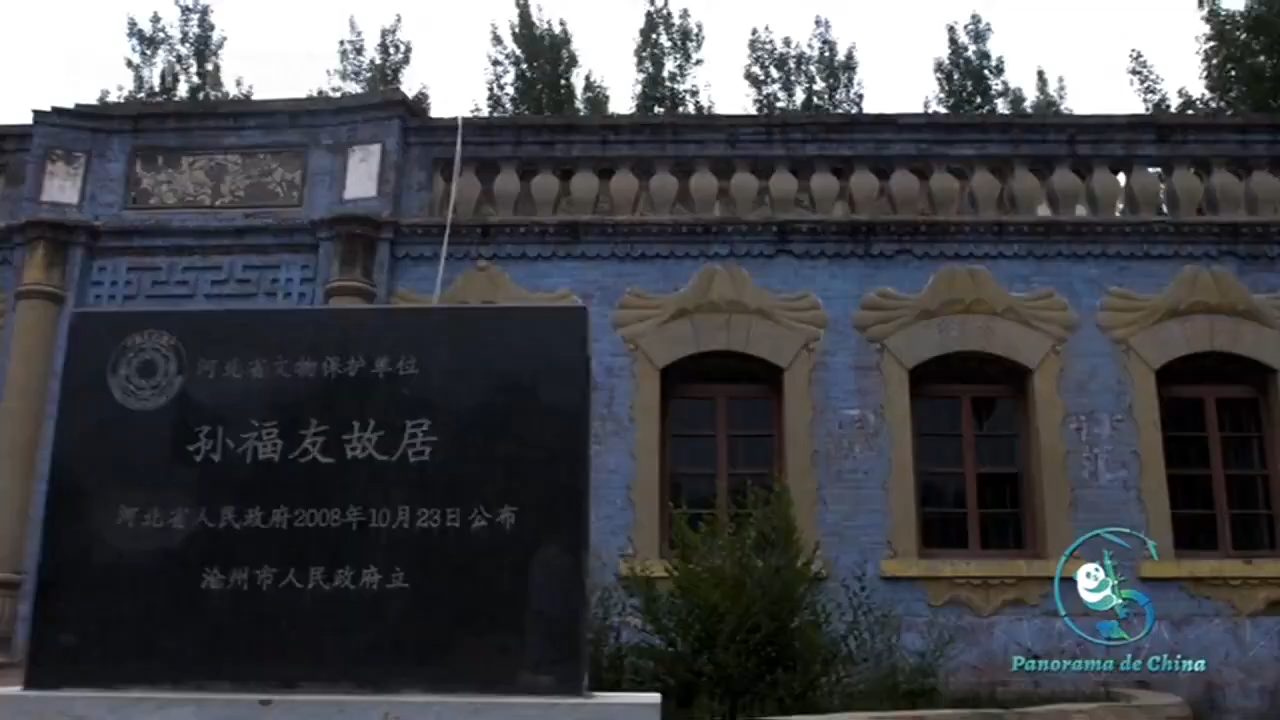 河北省文物保护单位
孙福友故居
河北省人民政府2008年10月23日公布
沧州市人民政府立
Panorama de China